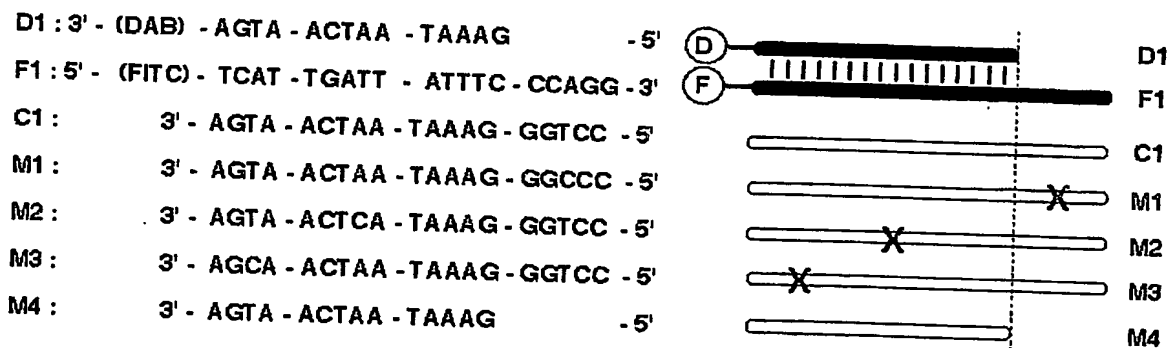 D1 : 3' - (DAB) - AGTA - ACTAA - TAAAG - 5' D D1
F1 : 5' - (FITC) - TCAT - TGATT - ATTTC - CCAGG - 3' F F1
C1 : 3' - AGTA - ACTAA - TAAAG - GGTCC - 5' C1
M1 : 3' - AGTA - ACTAA - TAAAG - GGCCC - 5' X M1
M2 : 3' - AGTA - ACTCA - TAAAG - GGTCC - 5' X M2
M3 : 3' - AGCA - ACTAA - TAAAG - GGTCC - 5' X M3
M4 : 3' - AGTA - ACTAA - TAAAG - 5' M4